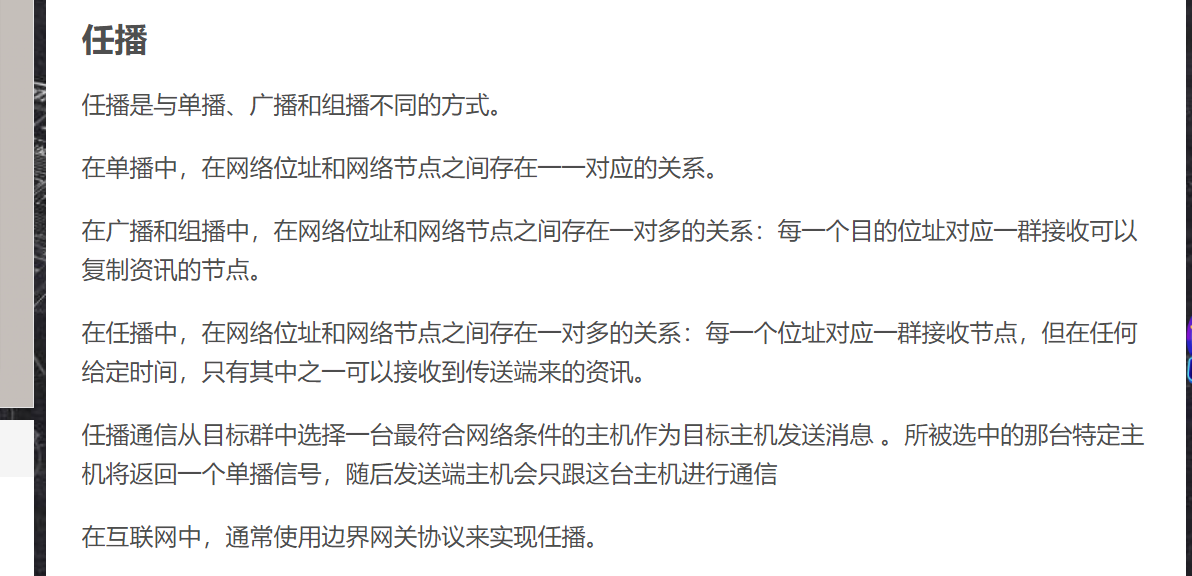 任播
任播是与单播、广播和组播不同的方式。
在单播中，在网络位址和网络节点之间存在一一对应的关系。
在广播和组播中，在网络位址和网络节点之间存在一对多的关系：每一个目的位址对应一群接收可以
复制资讯的节点。
在任播中，在网络位址和网络节点之间存在一对多的关系：每一个位址对应一群接收节点，但在任何
给定时间，只有其中之一可以接收到传送端来的资讯。
任播通信从目标群中选择一台最符合网络条件的主机作为目标主机发送消息 。所被选中的那台特定主
机将返回一个单播信号，随后发送端主机会只跟这台主机进行通信
在互联网中，通常使用边界网关协议来实现任播。